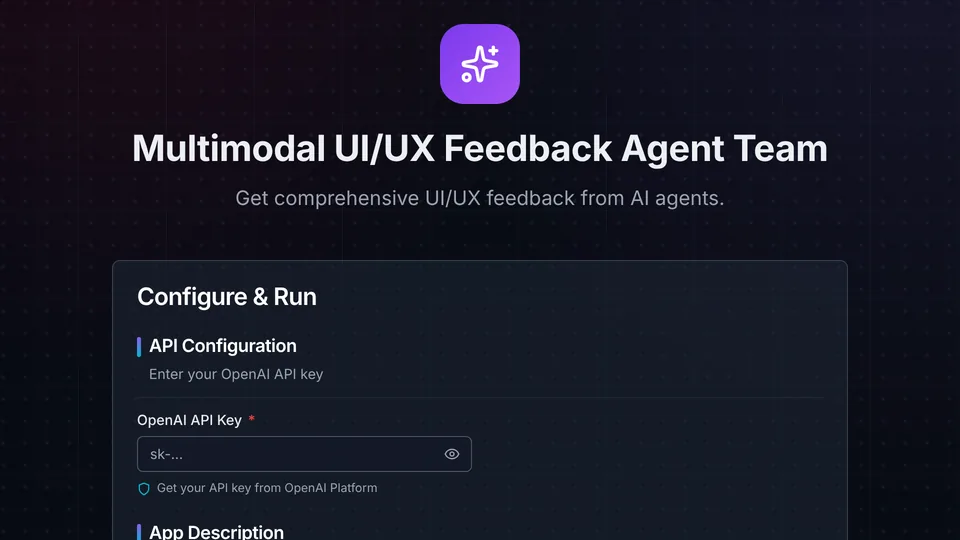 Multimodal UI/UX Feedback Agent Team
Get comprehensive UI/UX feedback from AI agents.
Configure & Run
API Configuration
Enter your OpenAI API key
OpenAI API Key *
sk-...
Get your API key from OpenAI Platform
App Description